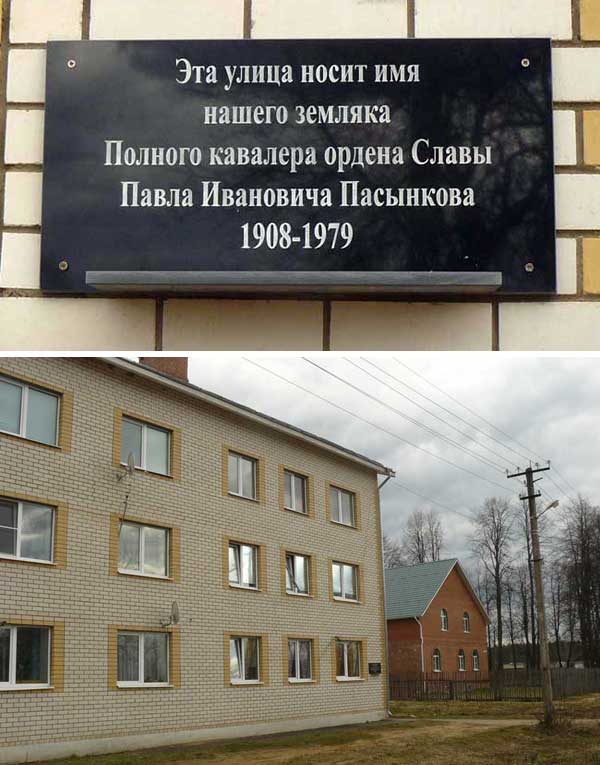 Эта улица носит имя
нашего земляка
Полного кавалера ордена Славы
Павла Ивановича Пасынкова
1908-1979